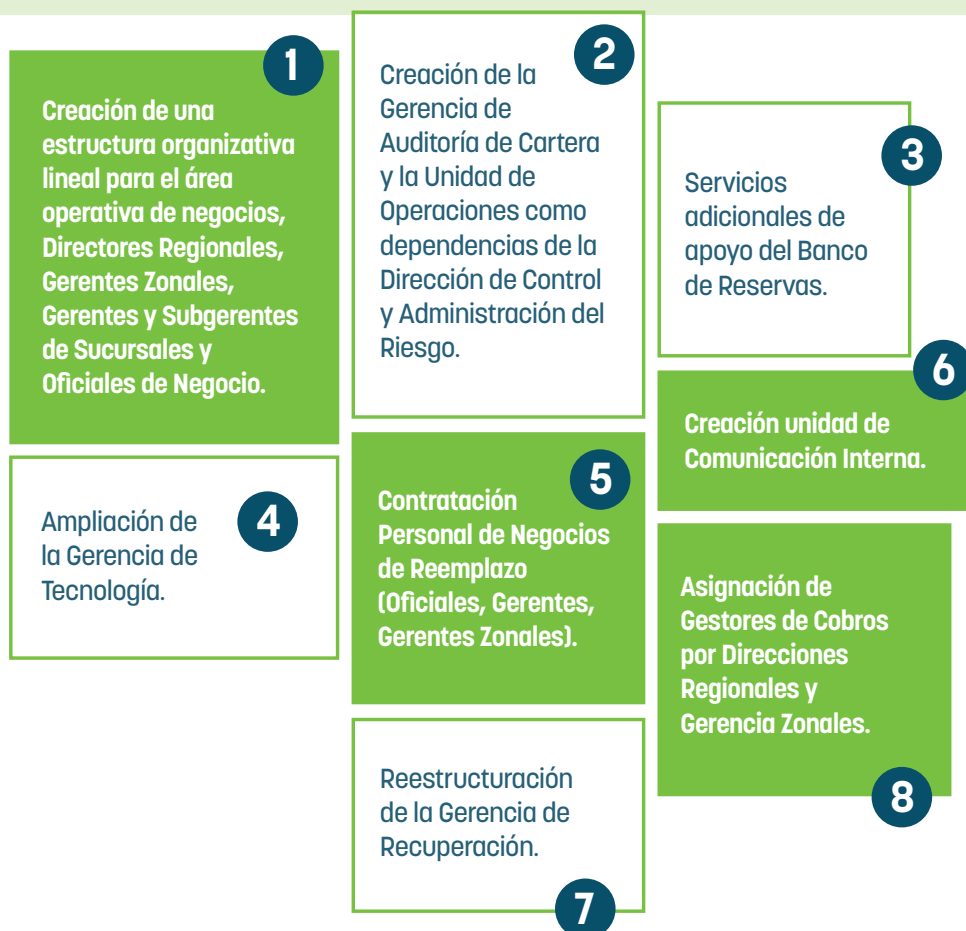 1
Creación de una
estructura organizativa
lineal para el área
operativa de negocios,
Directores Regionales,
Gerentes Zonales,
Gerentes y Subgerentes
de Sucursales y
Oficiales de Negocio.
2
Creación de la
Gerencia de
Auditoría de Cartera
y la Unidad de
Operaciones como
dependencias de la
Dirección de Control
y Administración del
Riesgo.
3
Servicios
adicionales de
apoyo del Banco
de Reservas.
4
Ampliación de
la Gerencia de
Tecnología.
5
Contratación
Personal de Negocios
de Reemplazo
(Oficiales, Gerentes,
Gerentes Zonales).
6
Creación unidad de
Comunicación Interna.
7
Reestructuración
de la Gerencia de
Recuperación.
8
Asignación de
Gestores de Cobros
por Direcciones
Regionales y
Gerencia Zonales.